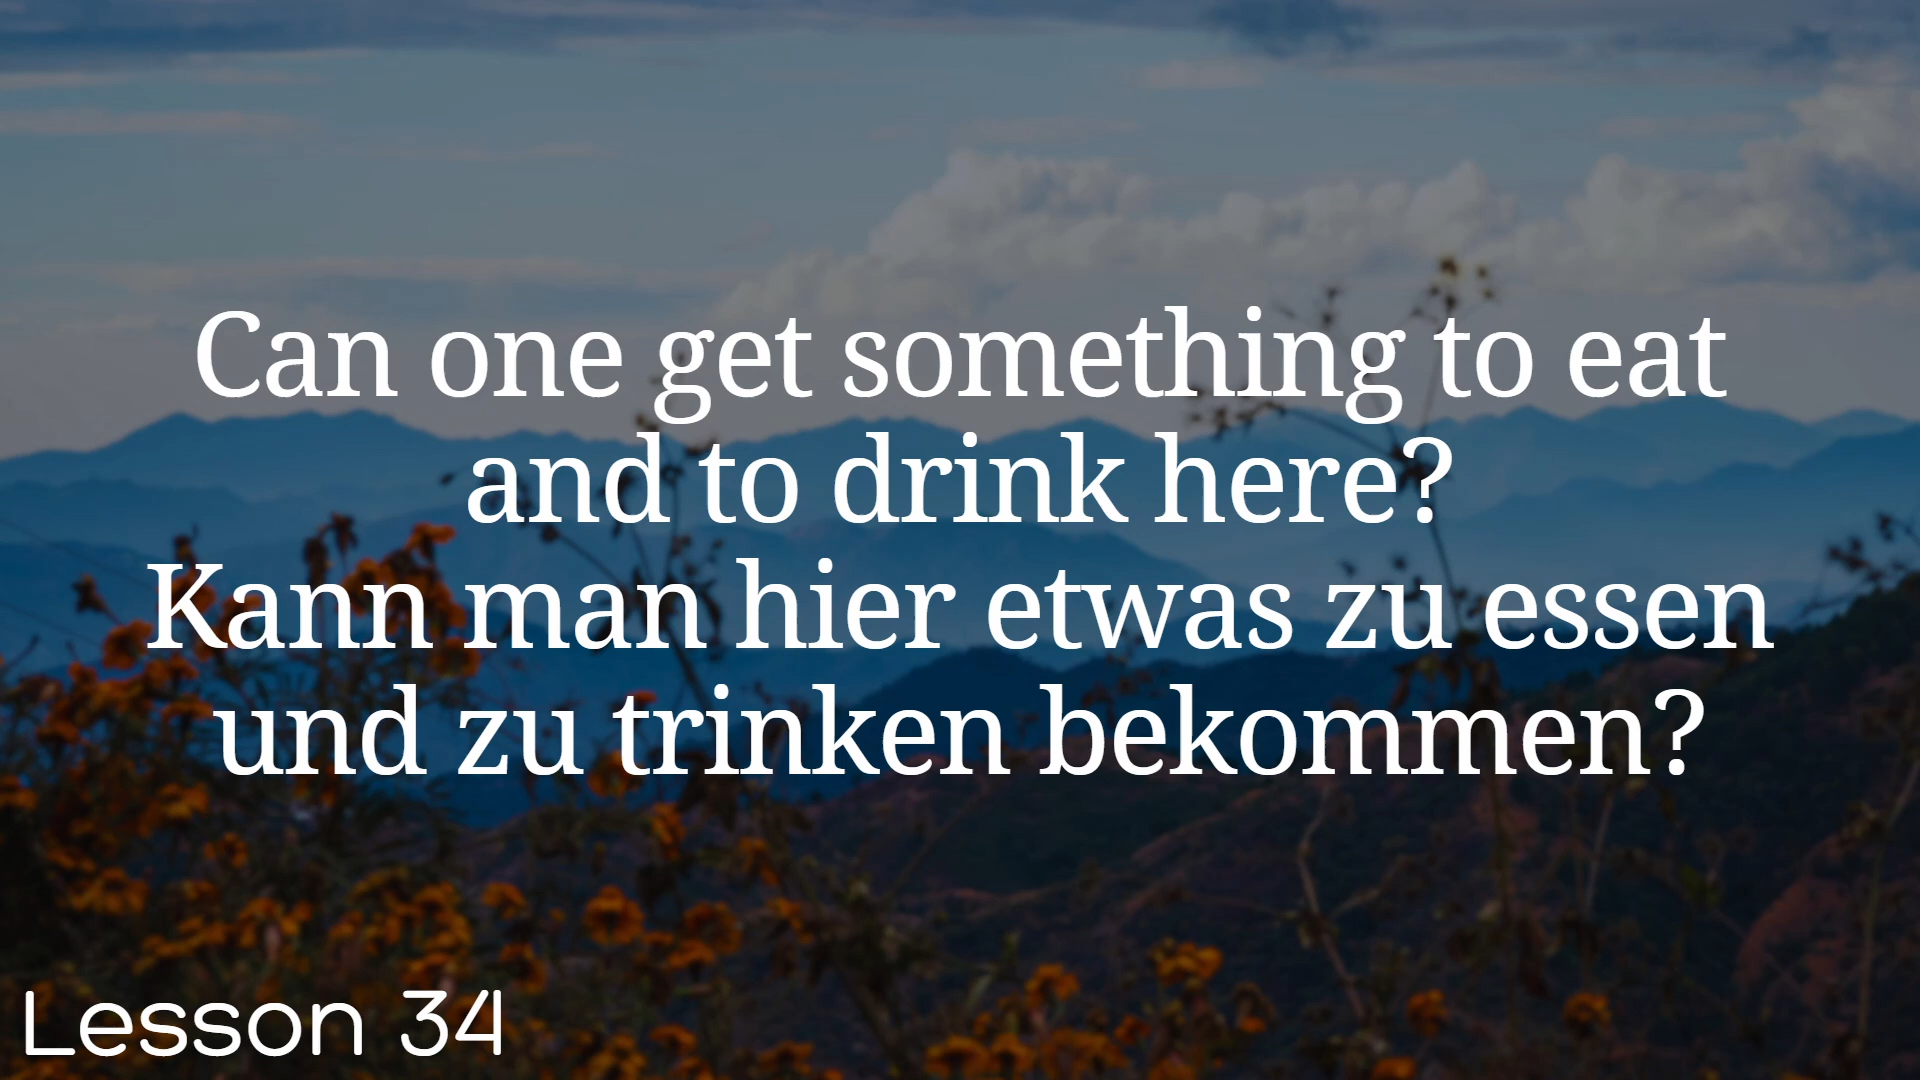 Can one get something to eat
and to drink here?
Kann man hier etwas zu essen
und zu trinken bekommen?
Lesson 34